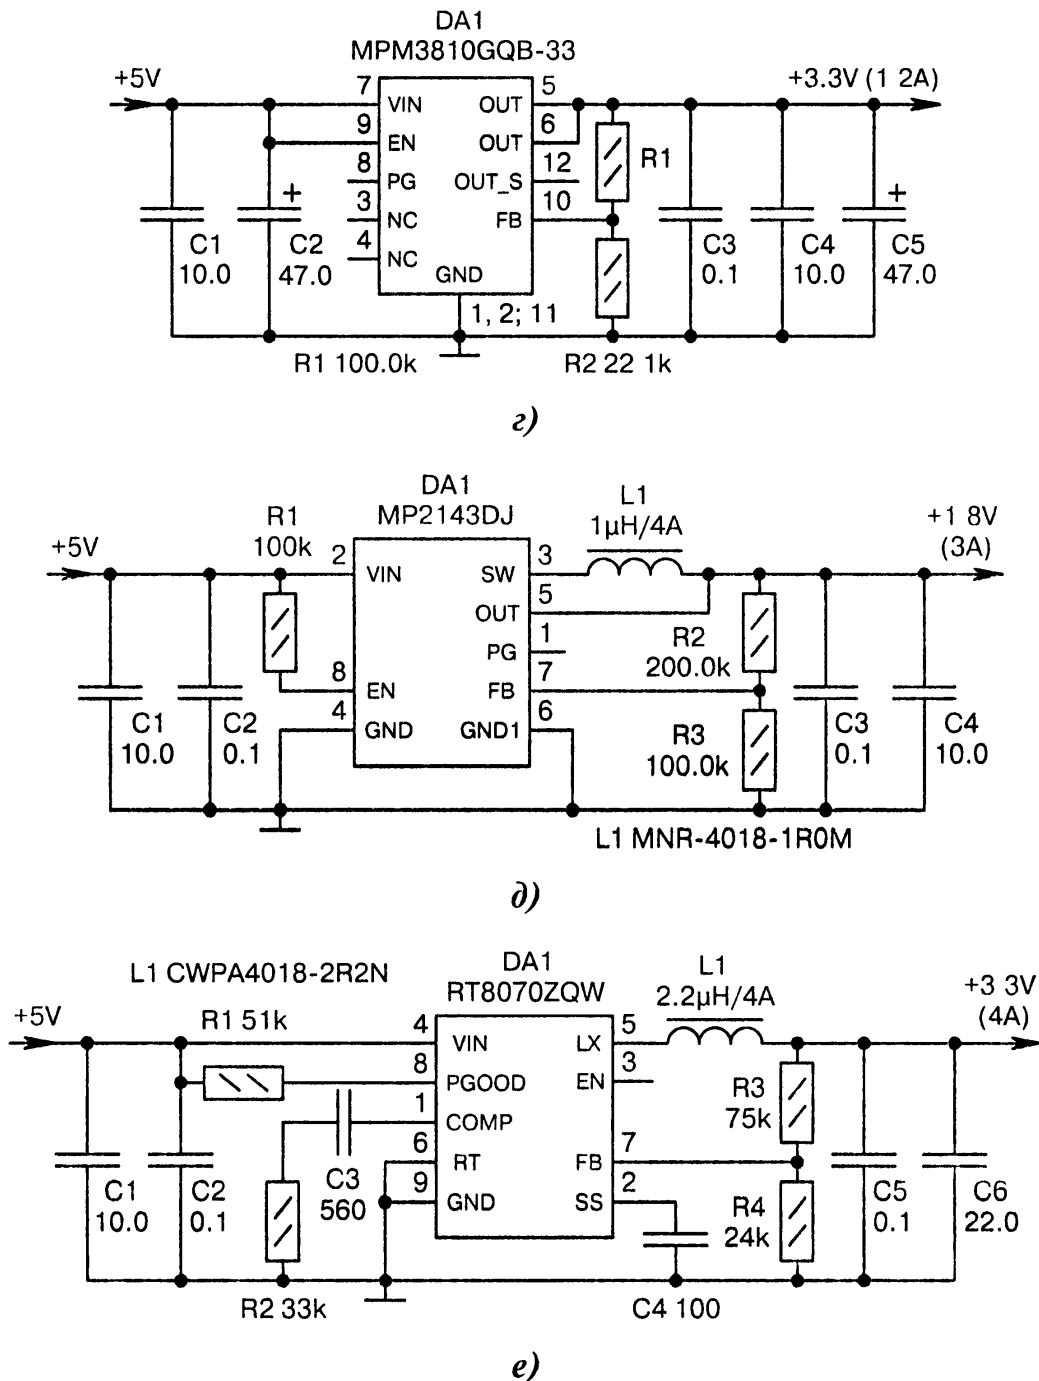 DA1
MPM3810GQB-33
+5V
+3.3V (1 2A)
7 VIN OUT 5
9 EN OUT 6
8 PG OUT_S 12
3 NC FB 10
4 NC
GND
1, 2; 11
R1
C1
10.0
C2
47.0
+
C3
0.1
C4
10.0
C5
47.0
+
R1 100.0k
R2 22 1k
г)
DA1
MP2143DJ
L1
1µH/4A
+5V
R1
100k
+1 8V
(3A)
2 VIN SW 3
OUT 5
PG 1
8 EN FB 7
4 GND GND1 6
R2
200.0k
R3
100.0k
C1
10.0
C2
0.1
C3
0.1
C4
10.0
L1 MNR-4018-1R0M
д)
L1 CWPA4018-2R2N
DA1
RT8070ZQW
L1
2.2µH/4A
+5V
R1 51k
+3 3V
(4A)
4 VIN LX 5
8 PGOOD EN 3
1 COMP
6 RT FB 7
9 GND SS 2
R3
75k
R4
24k
C1
10.0
C2
0.1
C3
560
C5
0.1
C6
22.0
R2 33k
C4 100
е)